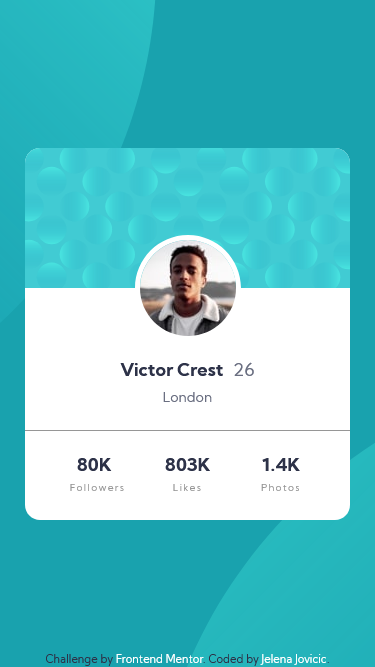 Victor Crest 26
London
80K 803K 1.4K
Followers Likes Photos
Challenge by Frontend Mentor. Coded by Jelena Jovicic.